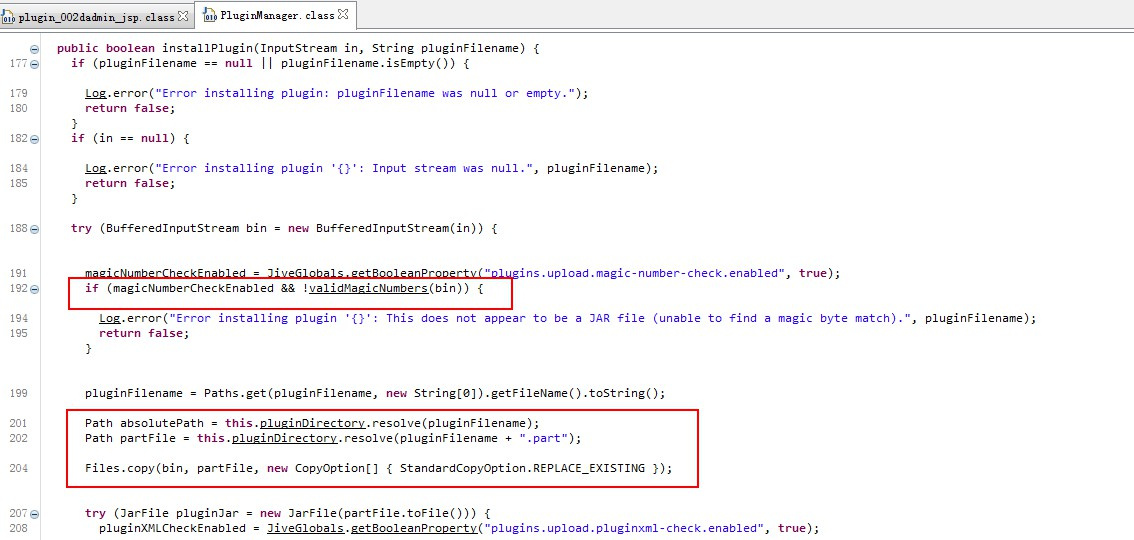 plugin_002dadmin_jsp.class PluginManager.class
public boolean installPlugin(InputStream in, String pluginFilename) {
177 if (pluginFilename == null || pluginFilename.isEmpty()) {
179 Log.error("Error installing plugin: pluginFilename was null or empty.");
180 return false;
}
182 if (in == null) {
184 Log.error("Error installing plugin '{}': Input stream was null.", pluginFilename);
185 return false;
}
188 try (BufferedInputStream bin = new BufferedInputStream(in)) {
191 magicNumberCheckEnabled = JiveGlobals.getBooleanProperty("plugins.upload.magic-number-check.enabled", true);
192 if (magicNumberCheckEnabled && !validMagicNumbers(bin)) {
194 Log.error("Error installing plugin '{}': This does not appear to be a JAR file (unable to find a magic byte match).", pluginFilename);
195 return false;
}
199 pluginFilename = Paths.get(pluginFilename, new String[0]).getFileName().toString();
201 Path absolutePath = this.pluginDirectory.resolve(pluginFilename);
202 Path partFile = this.pluginDirectory.resolve(pluginFilename + ".part");
204 Files.copy(bin, partFile, new CopyOption[] { StandardCopyOption.REPLACE_EXISTING });
207 try (JarFile pluginJar = new JarFile(partFile.toFile())) {
208 pluginXMLCheckEnabled = JiveGlobals.getBooleanProperty("plugins.upload.pluginxml-check.enabled", true);